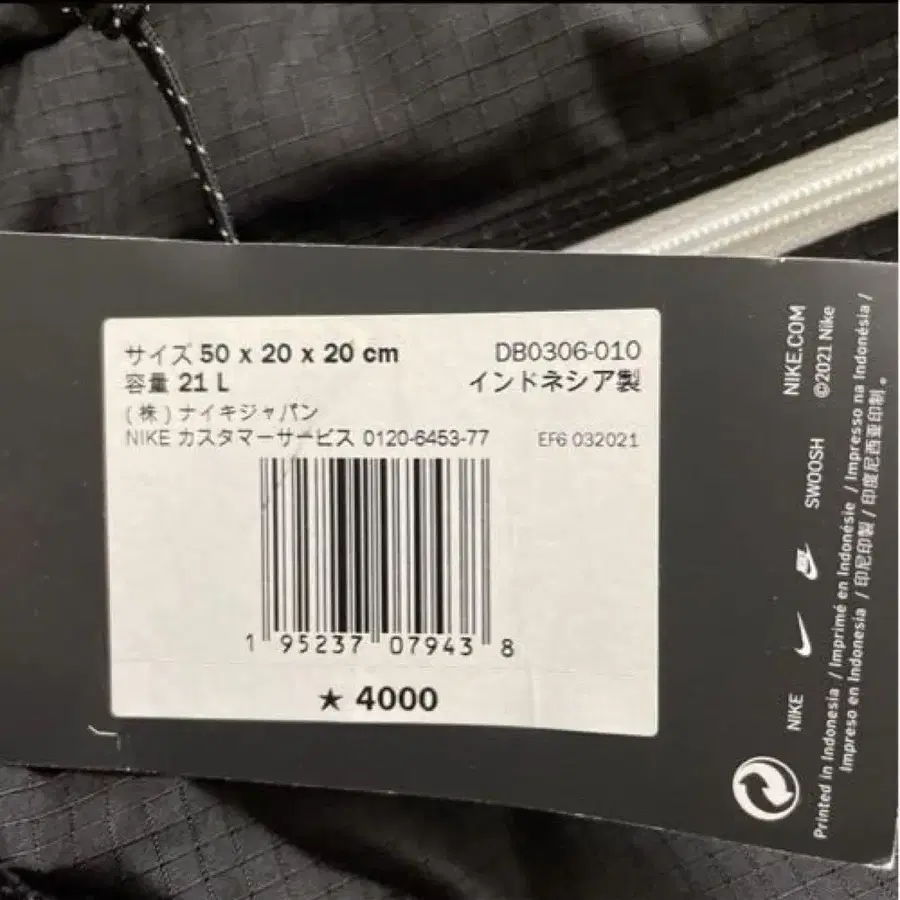 サイズ 50 x 20 x 20 cm
DB0306-010
容量 21 L
インドネシア製
(株)ナイキジャパン
NIKE カスタマーサービス 0120-6453-77
EF6 032021
1 95237 07943 8
★ 4000
NIKE
SWOOSH
NIKE.COM
©2021 Nike
Printed in Indonesia / Imprimé en Indonésie / Impresso na Indonésia /
Impreso en Indonesia / 印尼印製 / 印度尼西亚印制。